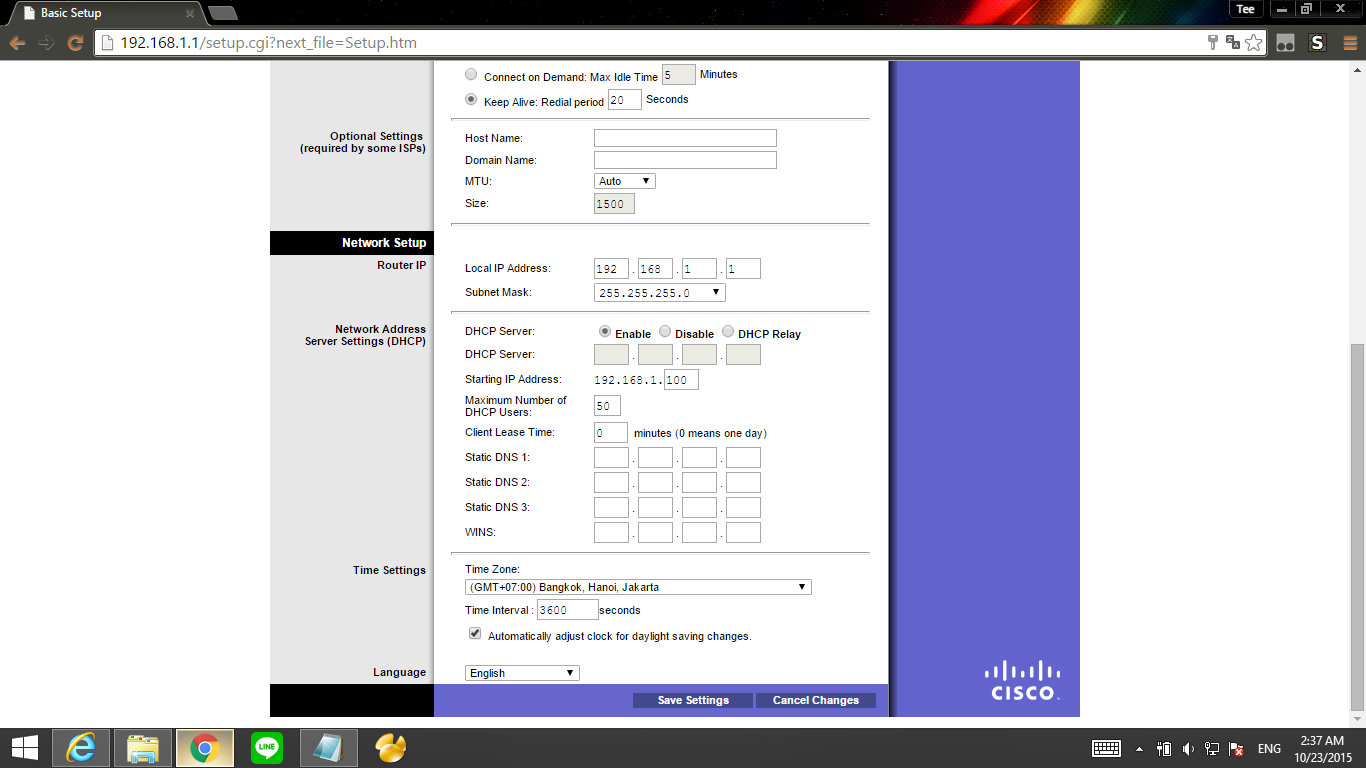 Basic Setup
Tee
192.168.1.1/setup.cgi?next_file=Setup.htm
S
Connect on Demand: Max Idle Time 5 Minutes
Keep Alive: Redial period 20 Seconds
Optional Settings
(required by some ISPs)
Host Name:
Domain Name:
MTU: Auto
Size: 1500
Network Setup
Router IP
Local IP Address: 192 . 168 . 1 . 1
Subnet Mask: 255.255.255.0
Network Address
Server Settings (DHCP)
DHCP Server: Enable Disable DHCP Relay
DHCP Server: . . .
Starting IP Address: 192.168.1. 100
Maximum Number of
DHCP Users: 50
Client Lease Time: 0 minutes (0 means one day)
Static DNS 1: . . .
Static DNS 2: . . .
Static DNS 3: . . .
WINS: . . .
Time Settings
Time Zone:
(GMT+07:00) Bangkok, Hanoi, Jakarta
Time Interval : 3600 seconds
Automatically adjust clock for daylight saving changes.
Language
English
Save Settings Cancel Changes
CISCO
LINE
ENG
2:37 AM
10/23/2015